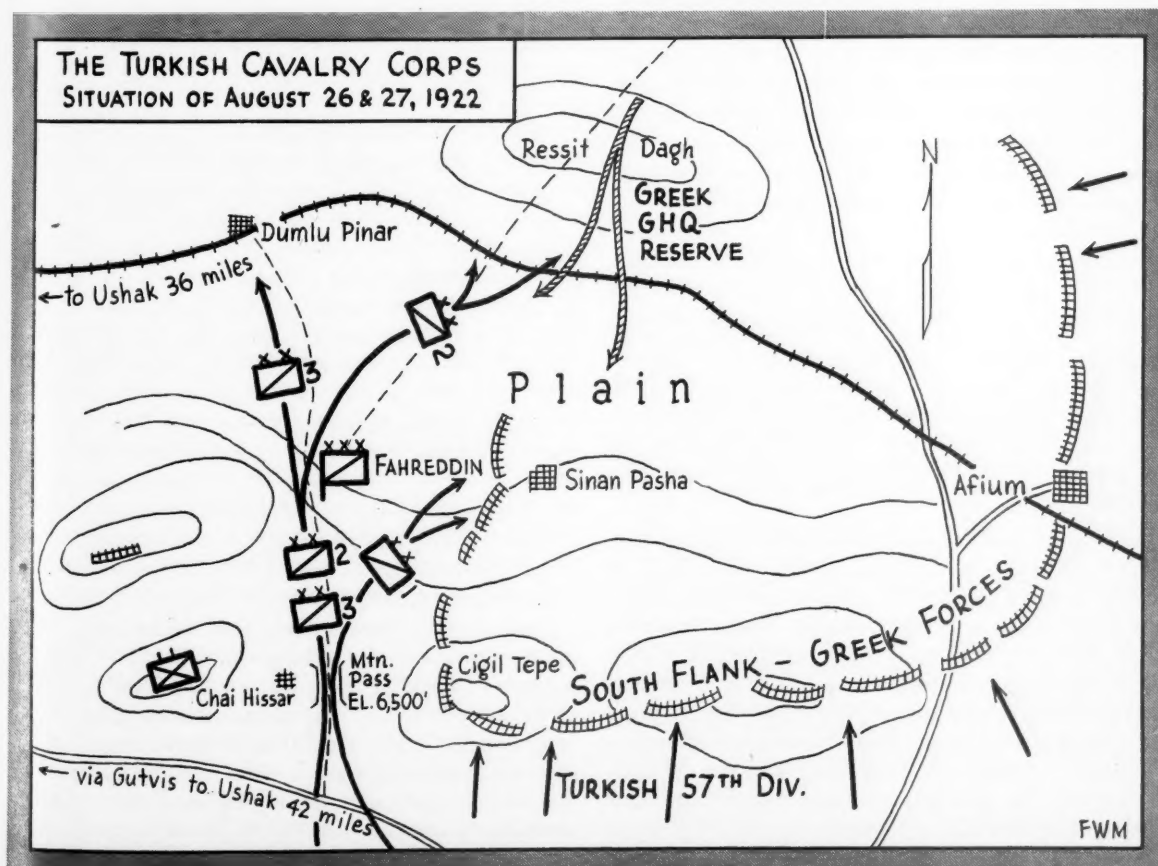 THE TURKISH CAVALRY CORPS
SITUATION OF AUGUST 26 & 27, 1922
Ressit Dagh
N
GREEK
GHQ
RESERVE
Dumlu Pinar
←to Ushak 36 miles
2
3
Plain
FAHREDDIN
Sinan Pasha
Afium
2
1
3
Mtn.
Pass
EL. 6,500'
Chai Hissar
Cigil Tepe
SOUTH FLANK – GREEK FORCES
TURKISH 57TH DIV.
← via Gutvis to Ushak 42 miles
FWM